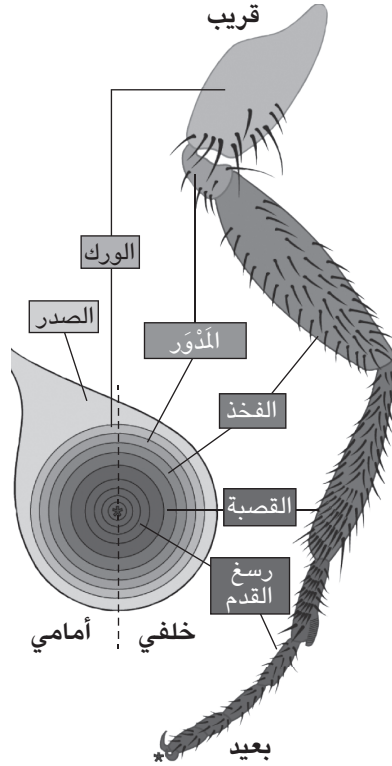 قريب
الورك
الصدر
المَدْوَر
الفخذ
القصبة
رسغ
القدم
أمامي
خلفي
بعيد
*